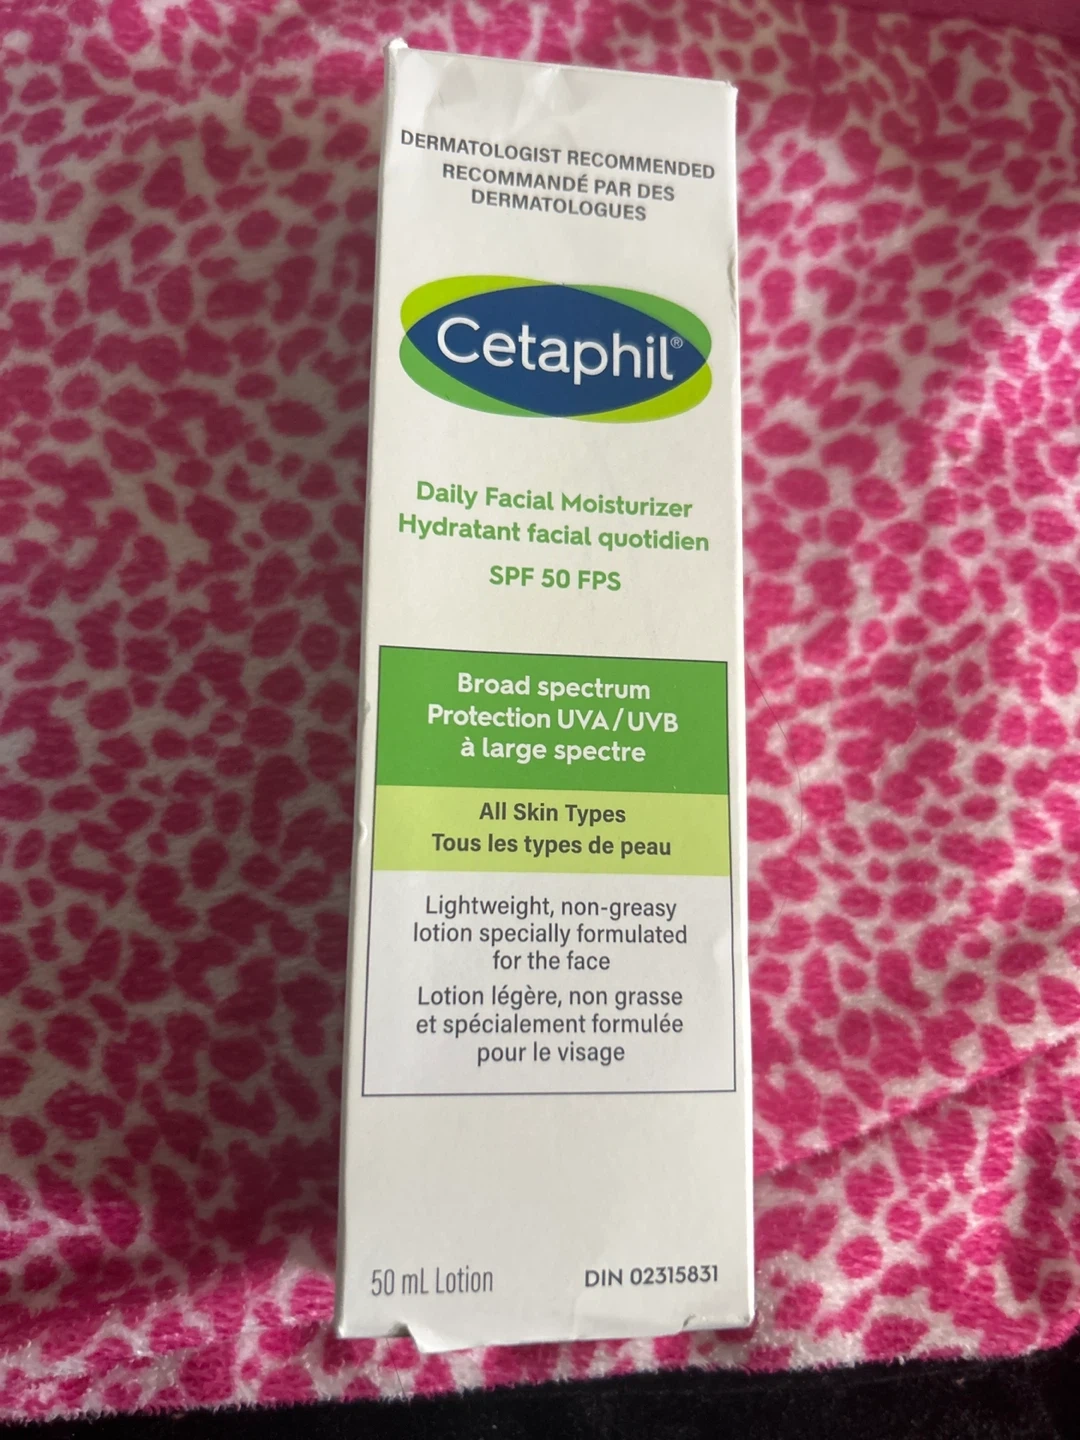 DERMATOLOGIST RECOMMENDED
RECOMMANDÉ PAR DES
DERMATOLOGUES
Cetaphil®
Daily Facial Moisturizer
Hydratant facial quotidien
SPF 50 FPS
Broad spectrum
Protection UVA/UVB
à large spectre
All Skin Types
Tous les types de peau
Lightweight, non-greasy
lotion specially formulated
for the face
Lotion légère, non grasse
et spécialement formulée
pour le visage
50 mL Lotion
DIN 02315831